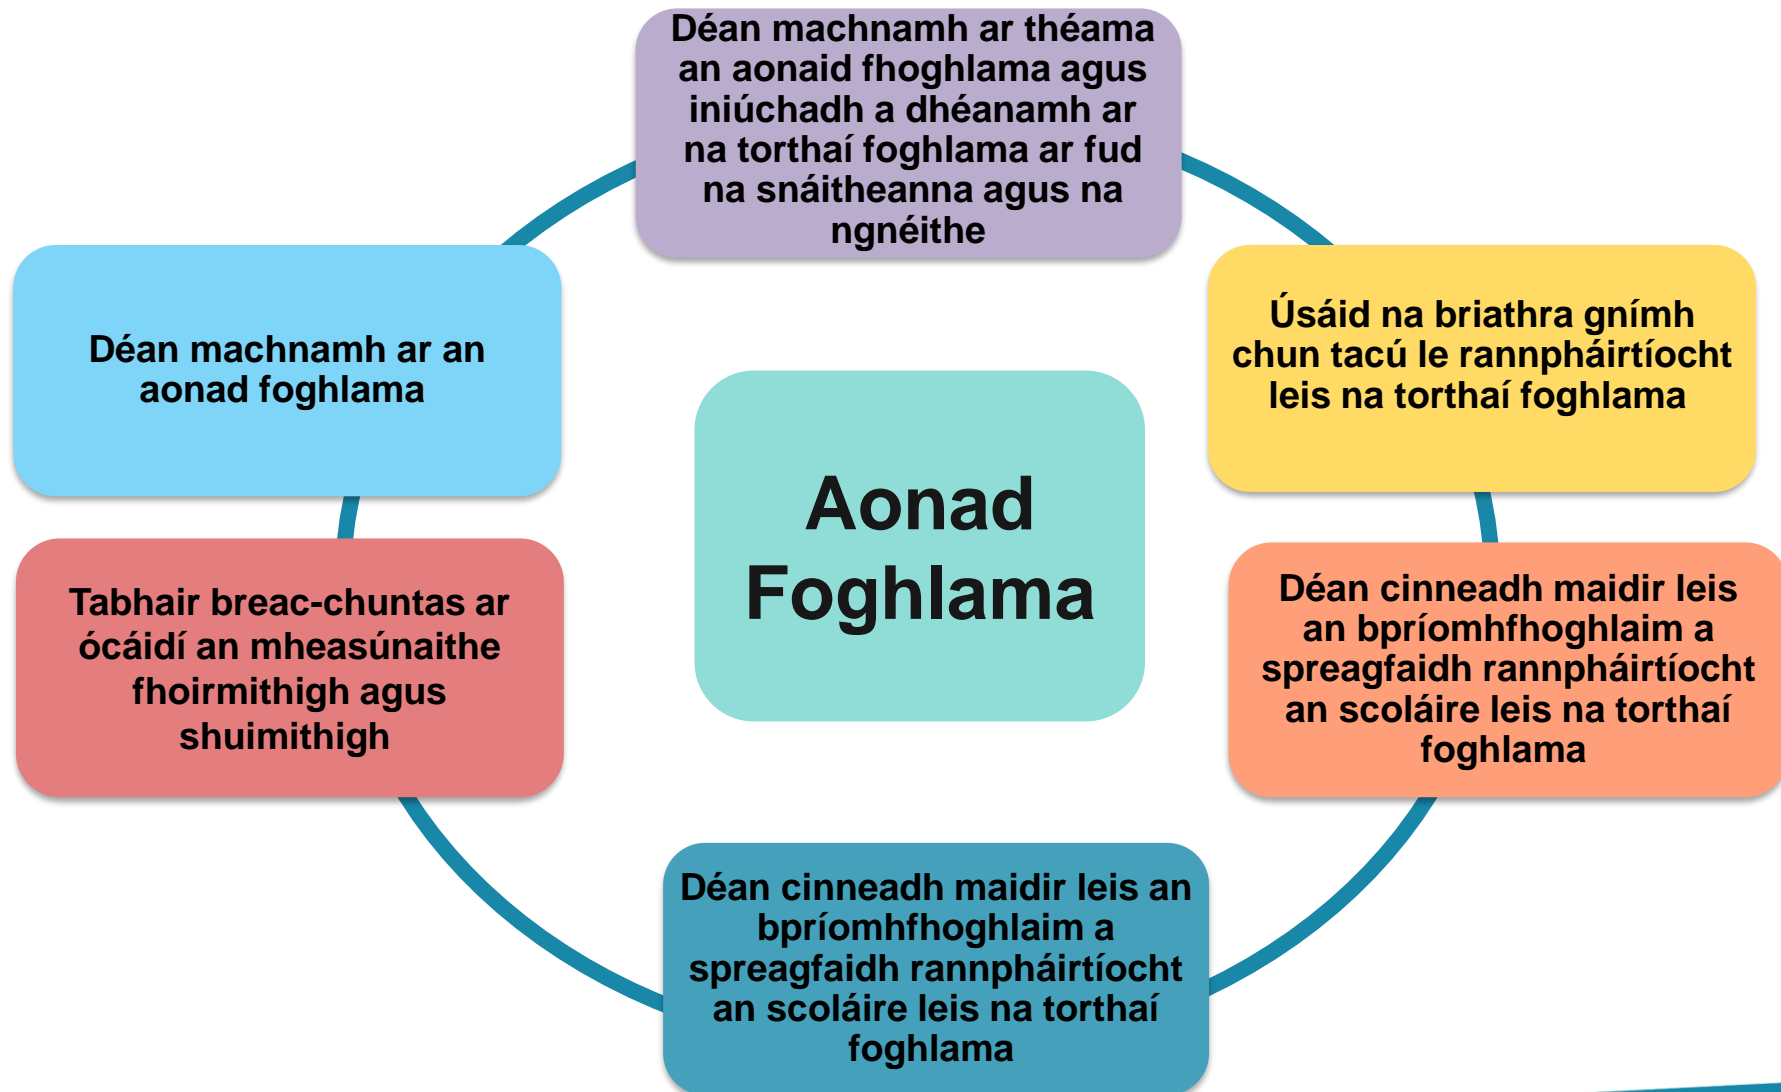 Déan machnamh ar théama
an aonaid fhoghlama agus
iniúchadh a dhéanamh ar
na torthaí foghlama ar fud
na snáitheanna agus na
ngnéithe
Úsáid na briathra gnímh
chun tacú le rannpháirtíocht
leis na torthaí foghlama
Déan cinneadh maidir leis
an bpríomhfhoghlaim a
spreagfaidh rannpháirtíocht
an scoláire leis na torthaí
foghlama
Déan cinneadh maidir leis an
bpríomhfhoghlaim a
spreagfaidh rannpháirtíocht
an scoláire leis na torthaí
foghlama
Tabhair breac-chuntas ar
ócáidí an mheasúnaithe
fhoirmithigh agus
shuimithigh
Déan machnamh ar an
aonad foghlama
Aonad
Foghlama